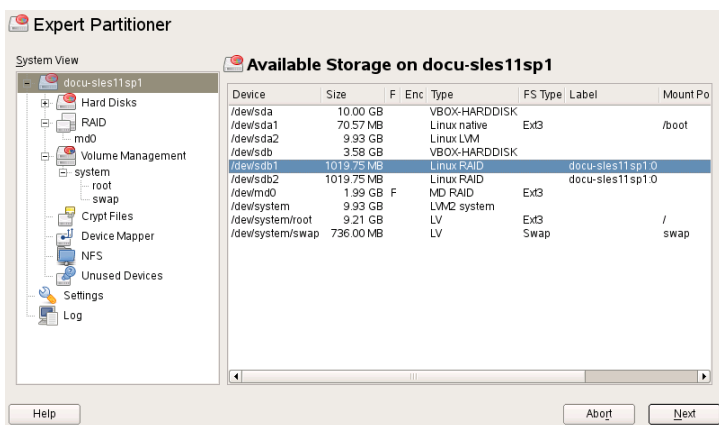 Expert Partitioner
System View
docu-sles11sp1
Hard Disks
RAID
md0
Volume Management
system
root
swap
Crypt Files
Device Mapper
NFS
Unused Devices
Settings
Log
Available Storage on docu-sles11sp1
Device Size F Enc Type FS Type Label Mount Po
/dev/sda 10.00 GB VBOX-HARDDISK
/dev/sda1 70.57 MB Linux native Ext3 /boot
/dev/sda2 9.93 GB Linux LVM
/dev/sdb 3.58 GB VBOX-HARDDISK
/dev/sdb1 1019.75 MB Linux RAID docu-sles11sp1:0
/dev/sdb2 1019.75 MB Linux RAID docu-sles11sp1:0
/dev/md0 1.99 GB F MD RAID Ext3
/dev/system 9.93 GB LVM2 system
/dev/system/root 9.21 GB LV Ext3 /
/dev/system/swap 736.00 MB LV Swap swap
Help
Abort
Next